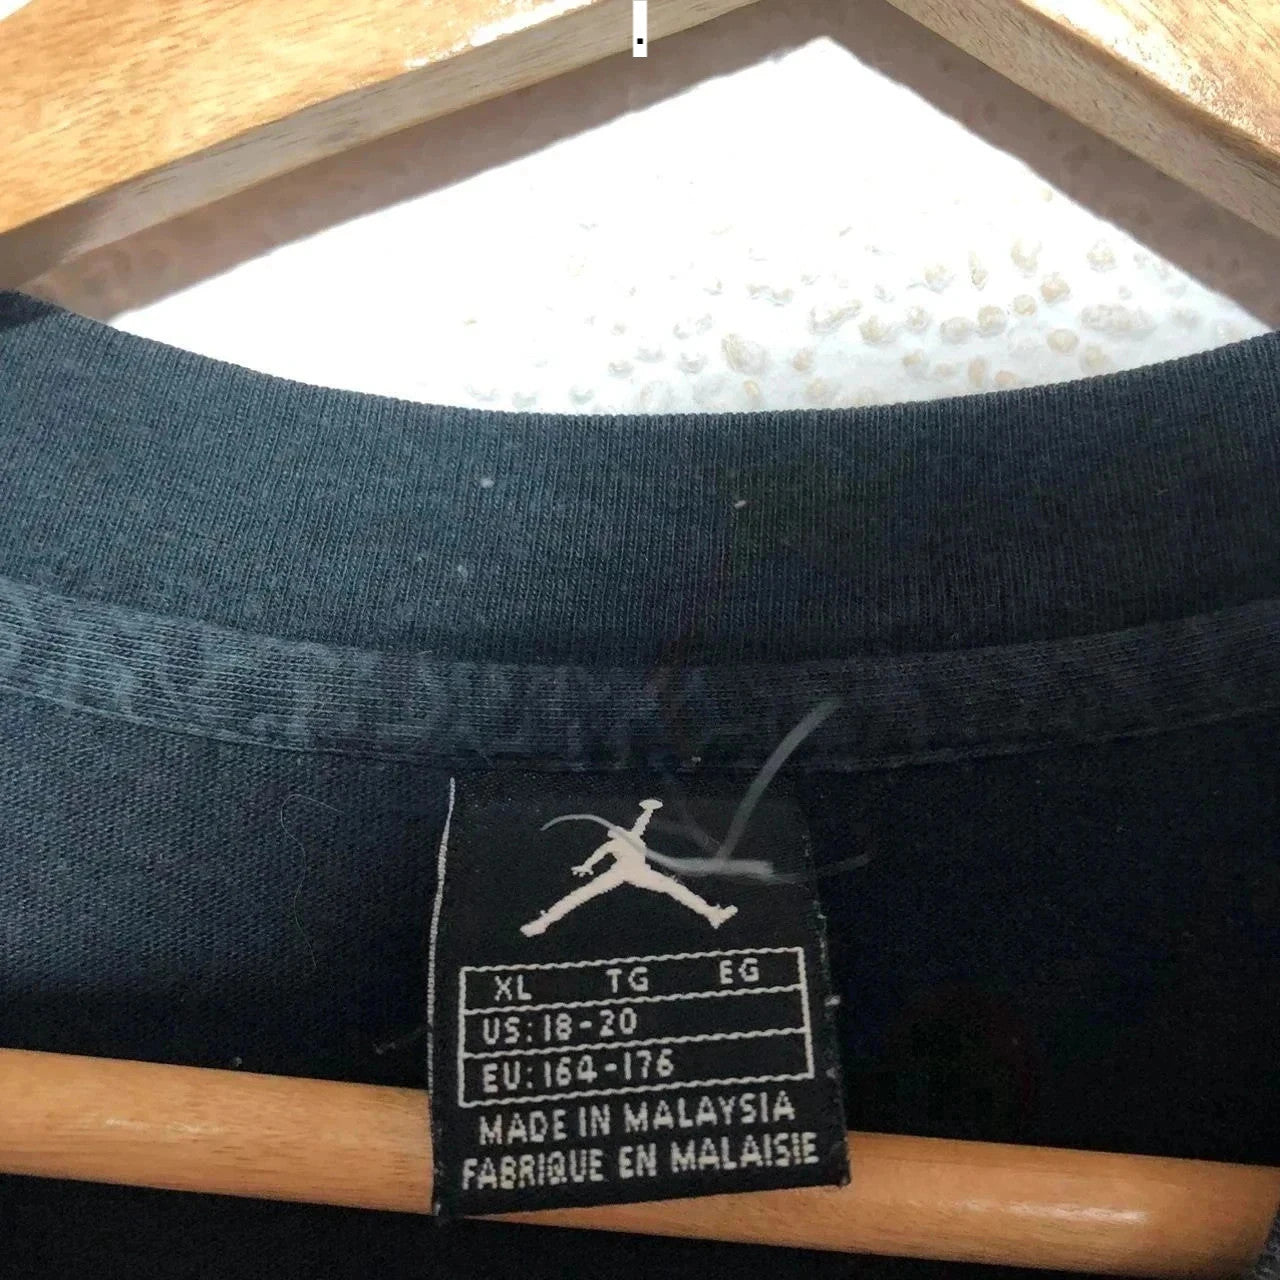 .
XL TG EG
US: 18-20
EU: 164-176
MADE IN MALAYSIA
FABRIQUE EN MALAISIE